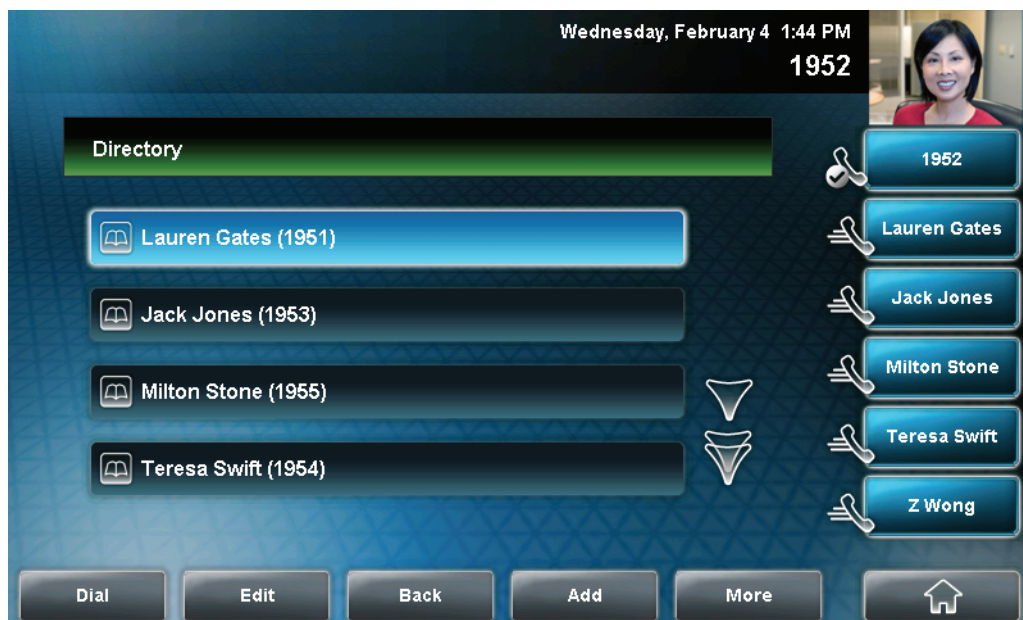 Wednesday, February 4 1:44 PM
1952
Directory
1952
Lauren Gates (1951)
Lauren Gates
Jack Jones (1953)
Jack Jones
Milton Stone (1955)
Milton Stone
Teresa Swift (1954)
Teresa Swift
Z Wong
Dial Edit Back Add More